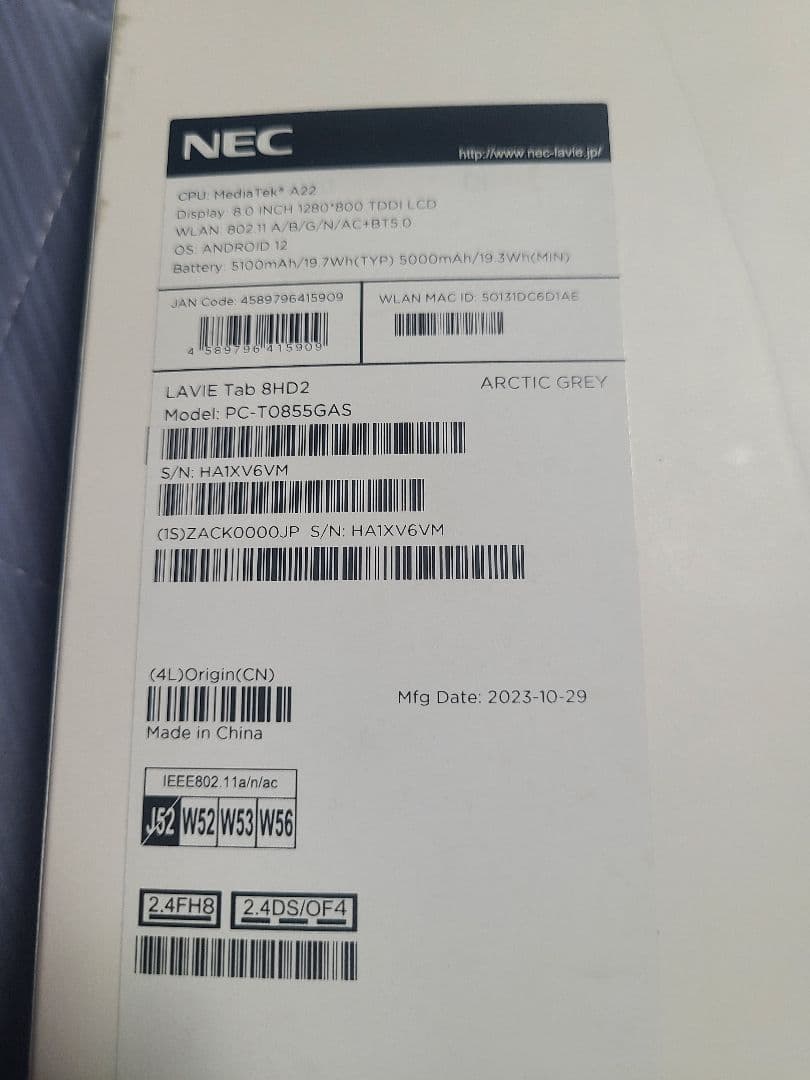 NEC
http://www.nec-lavie.jp/
CPU: MediaTek® A22
Display: 8.0 INCH 1280*800 TDDI LCD
WLAN: 802.11 A/B/G/N/AC+BT5.0
OS: ANDROID 12
Battery: 5100mAh/19.7Wh(TYP) 5000mAh/19.3Wh(MIN)
JAN Code: 4589796415909
4 589796 415909
WLAN MAC ID: 50131DC6D1AE
LAVIE Tab 8HD2
ARCTIC GREY
Model: PC-T0855GAS
S/N: HA1XV6VM
(1S)ZACK0000JP S/N: HA1XV6VM
(4L)Origin(CN)
Made in China
Mfg Date: 2023-10-29
IEEE802.11a/n/ac
J52 W52 W53 W56
2.4FH8 2.4DS/OF4